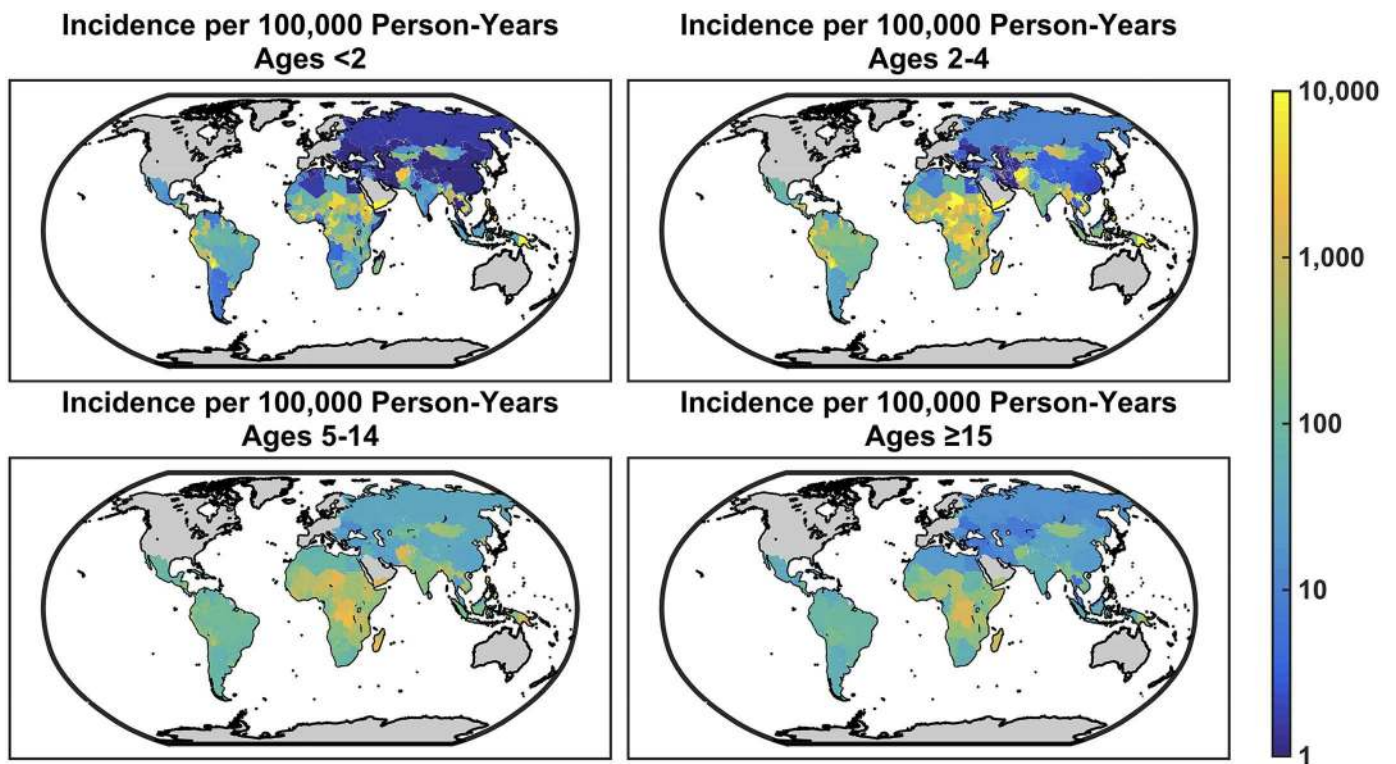 Incidence per 100,000 Person-Years
Ages <2
Incidence per 100,000 Person-Years
Ages 2-4
Incidence per 100,000 Person-Years
Ages 5-14
Incidence per 100,000 Person-Years
Ages ≥15
10,000
1,000
100
10
1